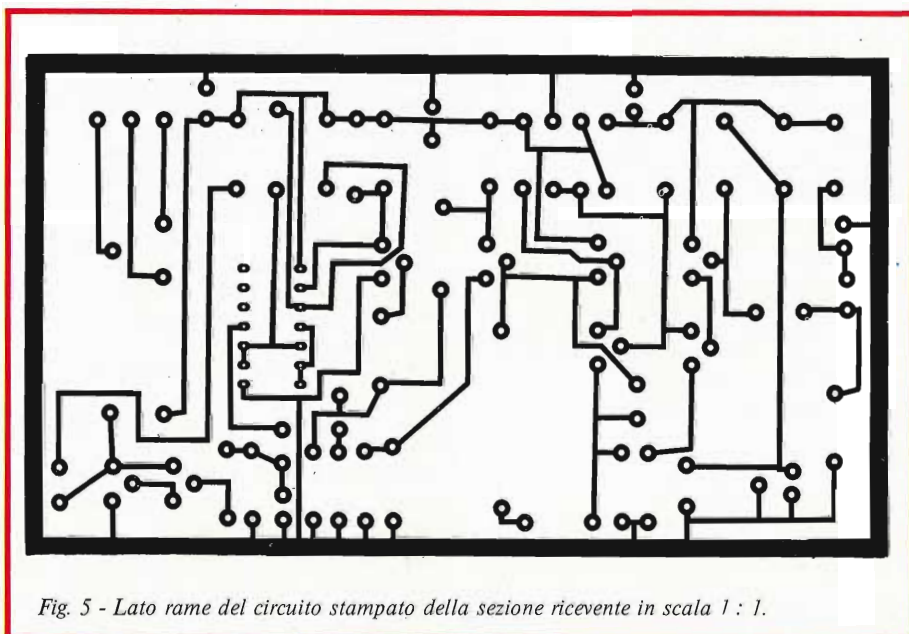 Fig. 5 - Lato rame del circuito stampato della sezione ricevente in scala 1 : 1.